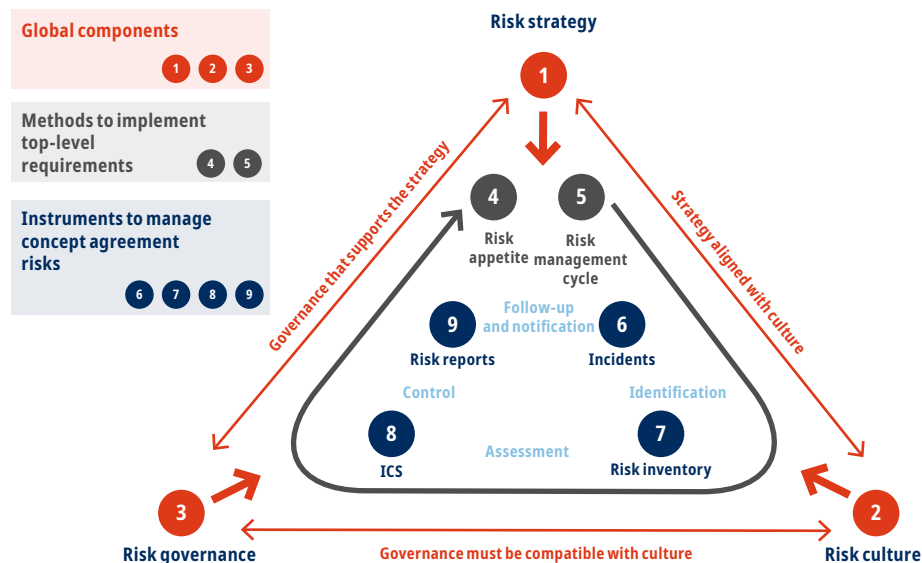 Global components
1 2 3
Methods to implement
top-level
requirements
4 5
Instruments to manage
concept agreement
risks
6 7 8 9
Risk strategy
1
Governance that supports the strategy
Strategy aligned with culture
4 5
Risk
appetite
Risk
management
cycle
Follow-up
and notification
9
Risk reports
6
Incidents
Control
Identification
8
ICS
Assessment
7
Risk inventory
3
Risk governance
Governance must be compatible with culture
2
Risk culture